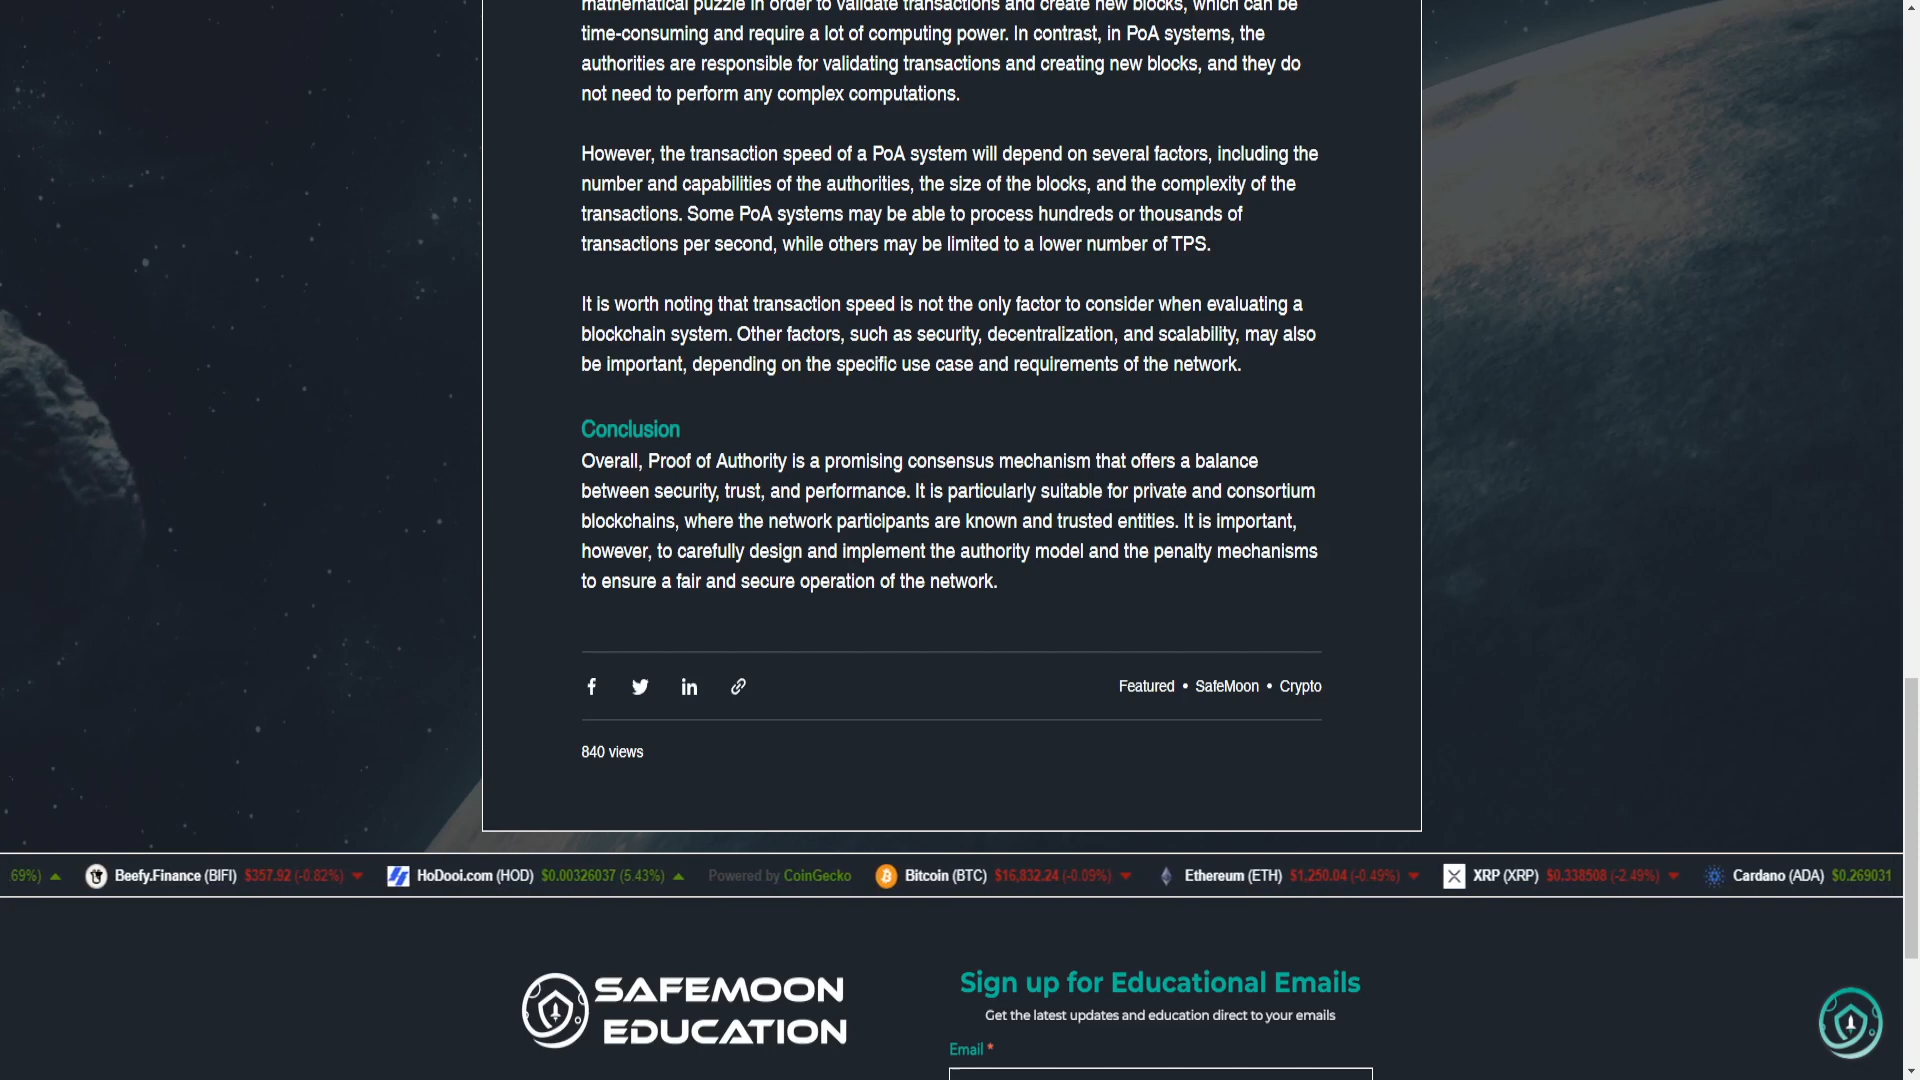 mathematical puzzle in order to validate transactions and create new blocks, which can be
time-consuming and require a lot of computing power. In contrast, in PoA systems, the
authorities are responsible for validating transactions and creating new blocks, and they do
not need to perform any complex computations.
However, the transaction speed of a PoA system will depend on several factors, including the
number and capabilities of the authorities, the size of the blocks, and the complexity of the
transactions. Some PoA systems may be able to process hundreds or thousands of
transactions per second, while others may be limited to a lower number of TPS.
It is worth noting that transaction speed is not the only factor to consider when evaluating a
blockchain system. Other factors, such as security, decentralization, and scalability, may also
be important, depending on the specific use case and requirements of the network.
Conclusion
Overall, Proof of Authority is a promising consensus mechanism that offers a balance
between security, trust, and performance. It is particularly suitable for private and consortium
blockchains, where the network participants are known and trusted entities. It is important,
however, to carefully design and implement the authority model and the penalty mechanisms
to ensure a fair and secure operation of the network.
Featured • SafeMoon • Crypto
840 views
69%) Beefy.Finance (BIFI) $357.92 (-0.82%) HoDooi.com (HOD) $0.00326037 (5.43%) Powered by CoinGecko Bitcoin (BTC) $16,832.24 (-0.09%) Ethereum (ETH) $1,250.04 (-0.49%) XRP (XRP) $0.338508 (-2.49%) Cardano (ADA) $0.269031
SAFEMOON
EDUCATION
Sign up for Educational Emails
Get the latest updates and education direct to your emails
Email *